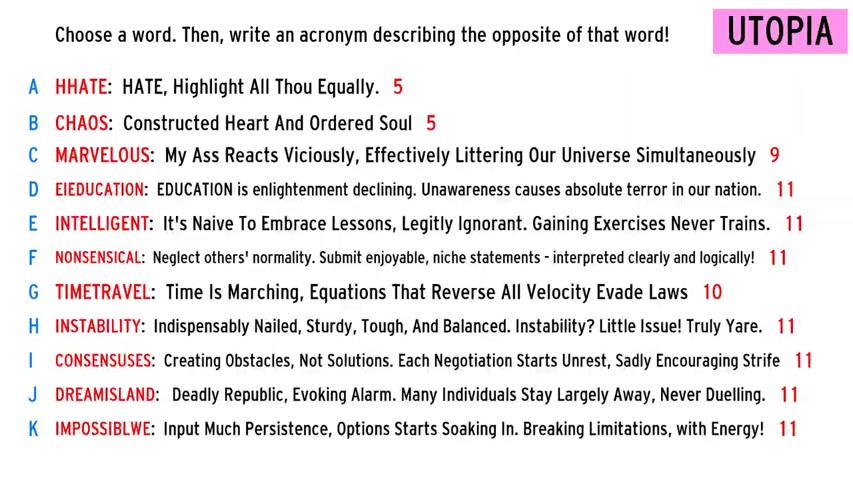 Choose a word. Then, write an acronym describing the opposite of that word!
UTOPIA
A HHATE: HATE, Highlight All Thou Equally. 5
B CHAOS: Constructed Heart And Ordered Soul 5
C MARVELOUS: My Ass Reacts Viciously, Effectively Littering Our Universe Simultaneously 9
D EIEDUCATION: EDUCATION is enlightenment declining. Unawareness causes absolute terror in our nation. 11
E INTELLIGENT: It's Naive To Embrace Lessons, Legitly Ignorant. Gaining Exercises Never Trains. 11
F NONSENSICAL: Neglect others' normality. Submit enjoyable, niche statements - interpreted clearly and logically! 11
G TIMETRAVEL: Time Is Marching, Equations That Reverse All Velocity Evade Laws 10
H INSTABILITY: Indispensably Nailed, Sturdy, Tough, And Balanced. Instability? Little Issue! Truly Yare. 11
I CONSENSUSES: Creating Obstacles, Not Solutions. Each Negotiation Starts Unrest, Sadly Encouraging Strife 11
J DREAMISLAND: Deadly Republic, Evoking Alarm. Many Individuals Stay Largely Away, Never Duelling. 11
K IMPOSSIBLWE: Input Much Persistence, Options Starts Soaking In. Breaking Limitations, with Energy! 11